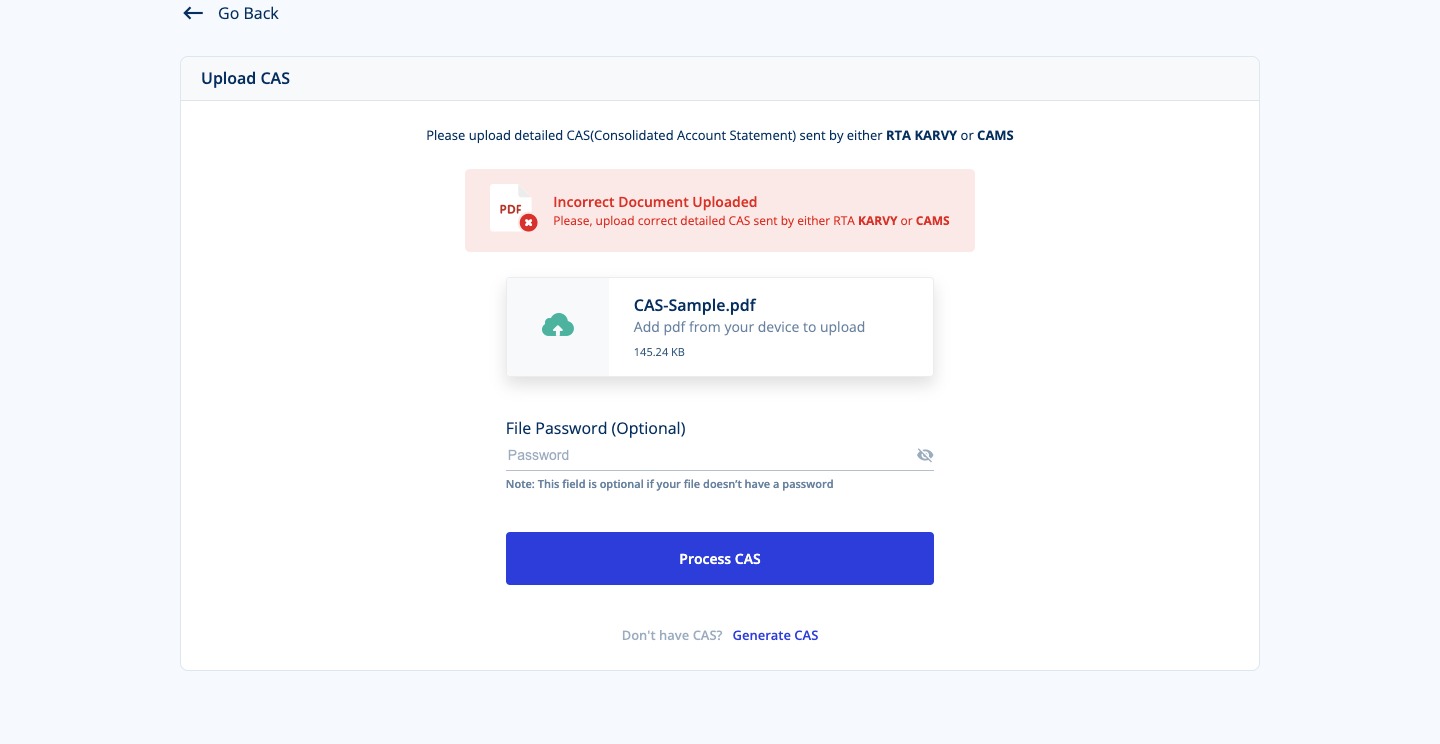 Go Back
Upload CAS
Please upload detailed CAS(Consolidated Account Statement) sent by either RTA KARVY or CAMS
PDF
Incorrect Document Uploaded
Please, upload correct detailed CAS sent by either RTA KARVY or CAMS
CAS-Sample.pdf
Add pdf from your device to upload
145.24 KB
File Password (Optional)
Password
Note: This field is optional if your file doesn't have a password
Process CAS
Don't have CAS? Generate CAS